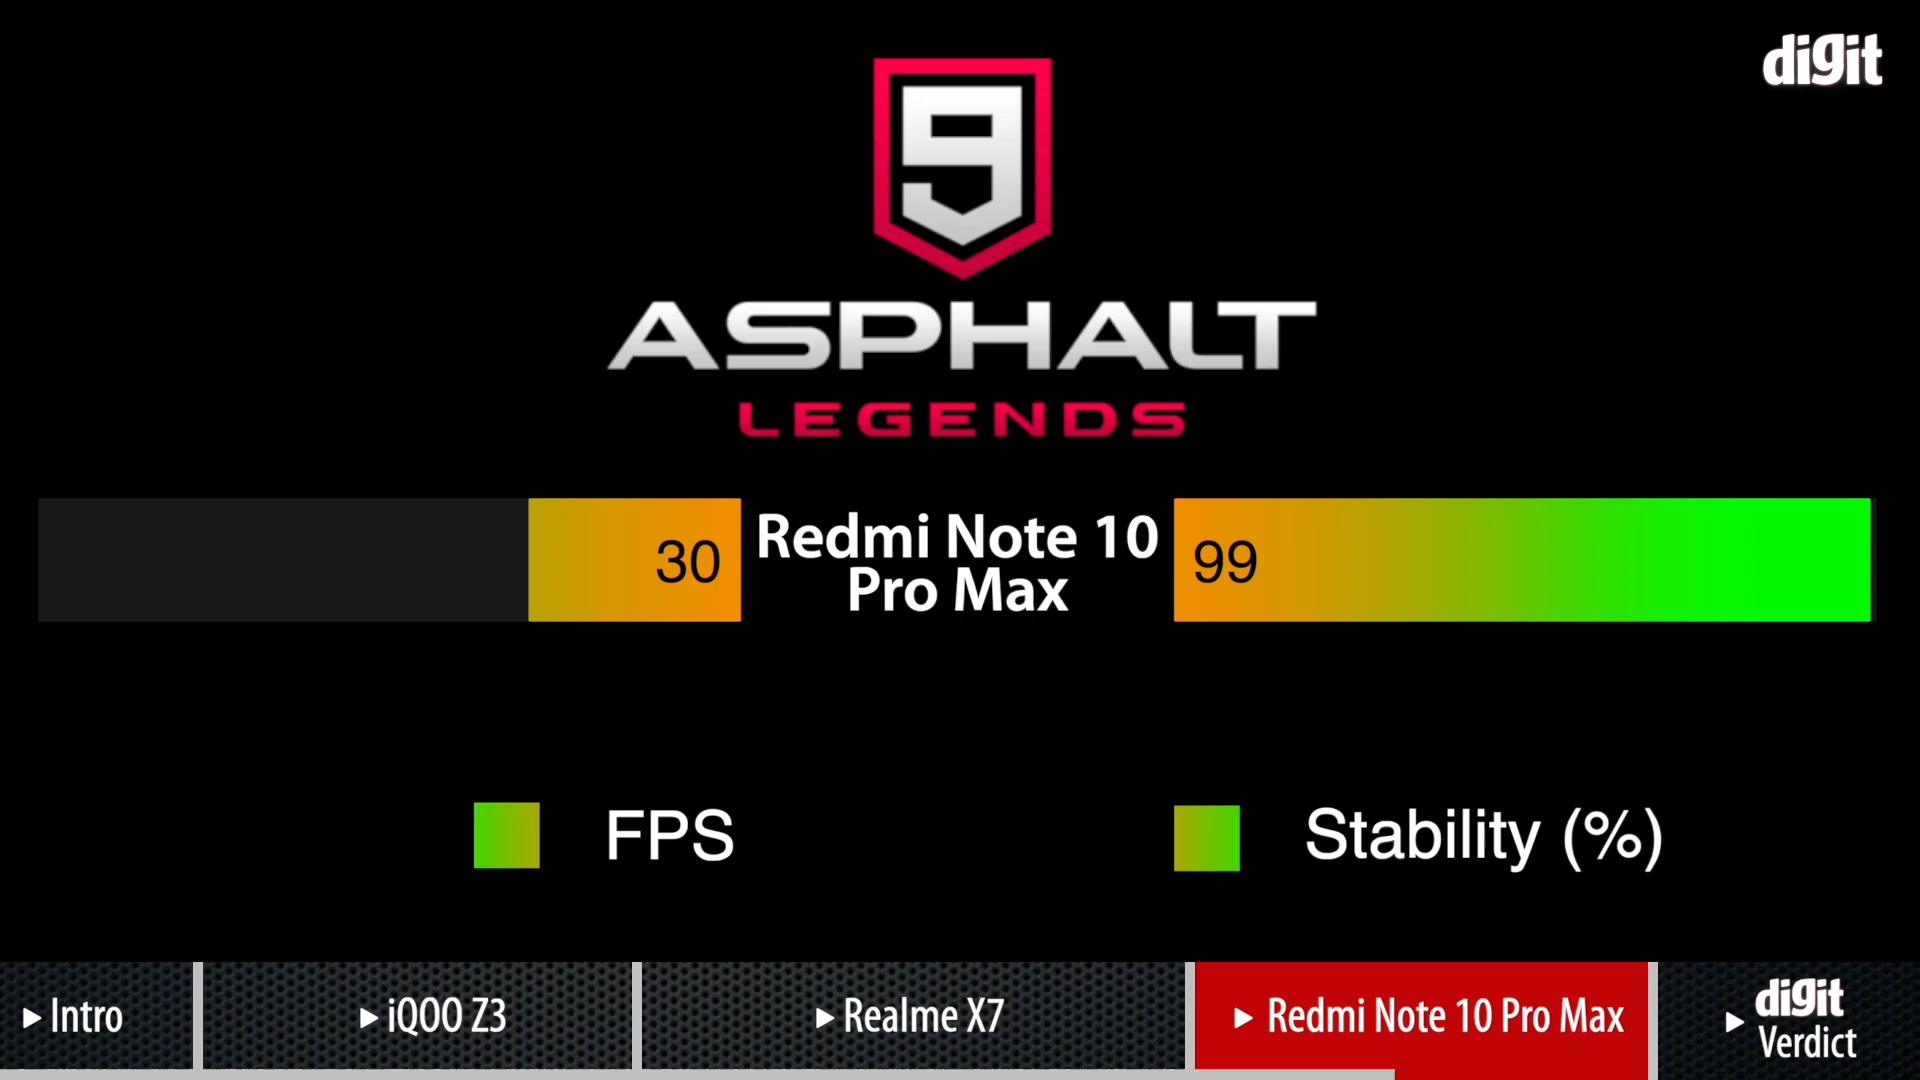 digit
9
ASPHALT
LEGENDS
30
Redmi Note 10
Pro Max
99
FPS
Stability (%)
Intro
iQOO Z3
Realme X7
Redmi Note 10 Pro Max
digit
Verdict